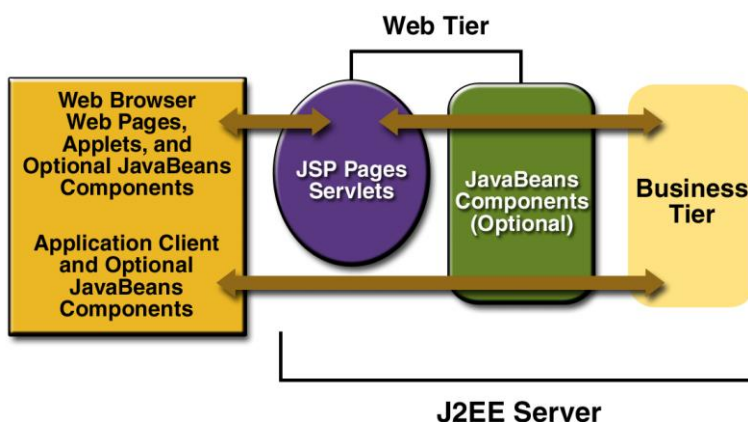 Web Tier
Web Browser
Web Pages,
Applets, and
Optional JavaBeans
Components
Application Client
and Optional
JavaBeans
Components
JSP Pages
Servlets
JavaBeans
Components
(Optional)
Business
Tier
J2EE Server